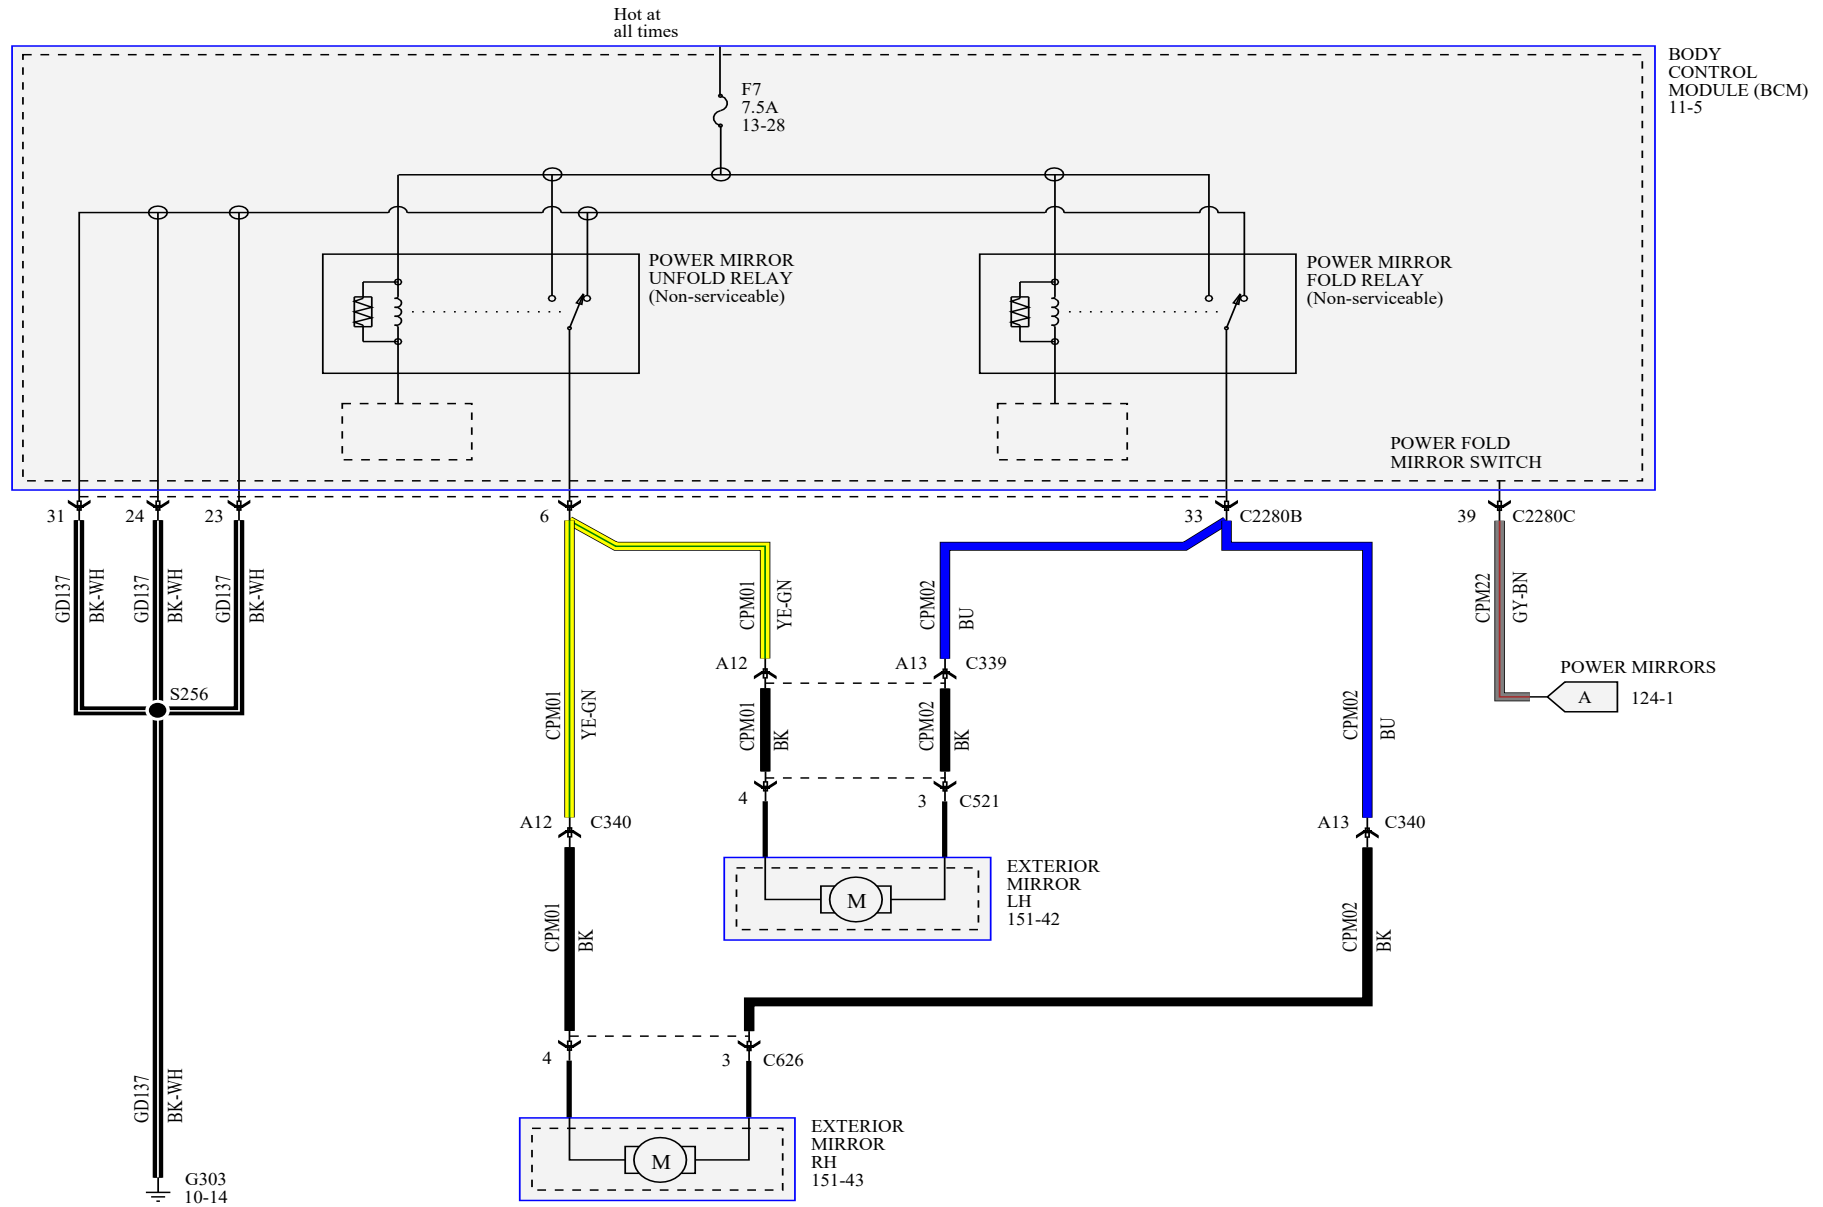 Hot at
all times
BODY
CONTROL
MODULE (BCM)
11-5
F7
7.5A
13-28
POWER MIRROR
UNFOLD RELAY
(Non-serviceable)
POWER MIRROR
FOLD RELAY
(Non-serviceable)
POWER FOLD
MIRROR SWITCH
31
24
23
6
33
C2280B
39
C2280C
GD137
BK-WH
GD137
BK-WH
GD137
BK-WH
CPM01
YE-GN
CPM02
BU
CPM22
GY-BN
S256
A12
A13
C339
POWER MIRRORS
A
124-1
CPM01
YE-GN
CPM01
BK
CPM02
BK
CPM02
BU
4
3
C521
A12
C340
A13
C340
EXTERIOR
MIRROR
LH
151-42
M
CPM01
BK
CPM02
BK
4
3
C626
GD137
BK-WH
EXTERIOR
MIRROR
RH
151-43
M
G303
10-14